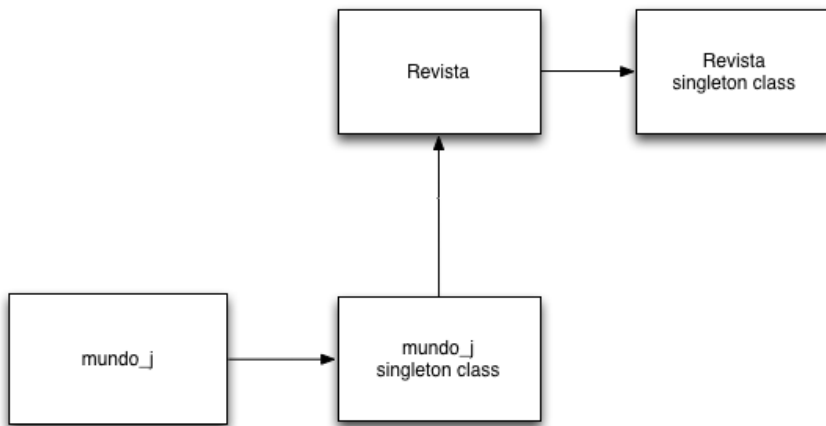 Revista
Revista
singleton class
mundo_j
mundo_j
singleton class